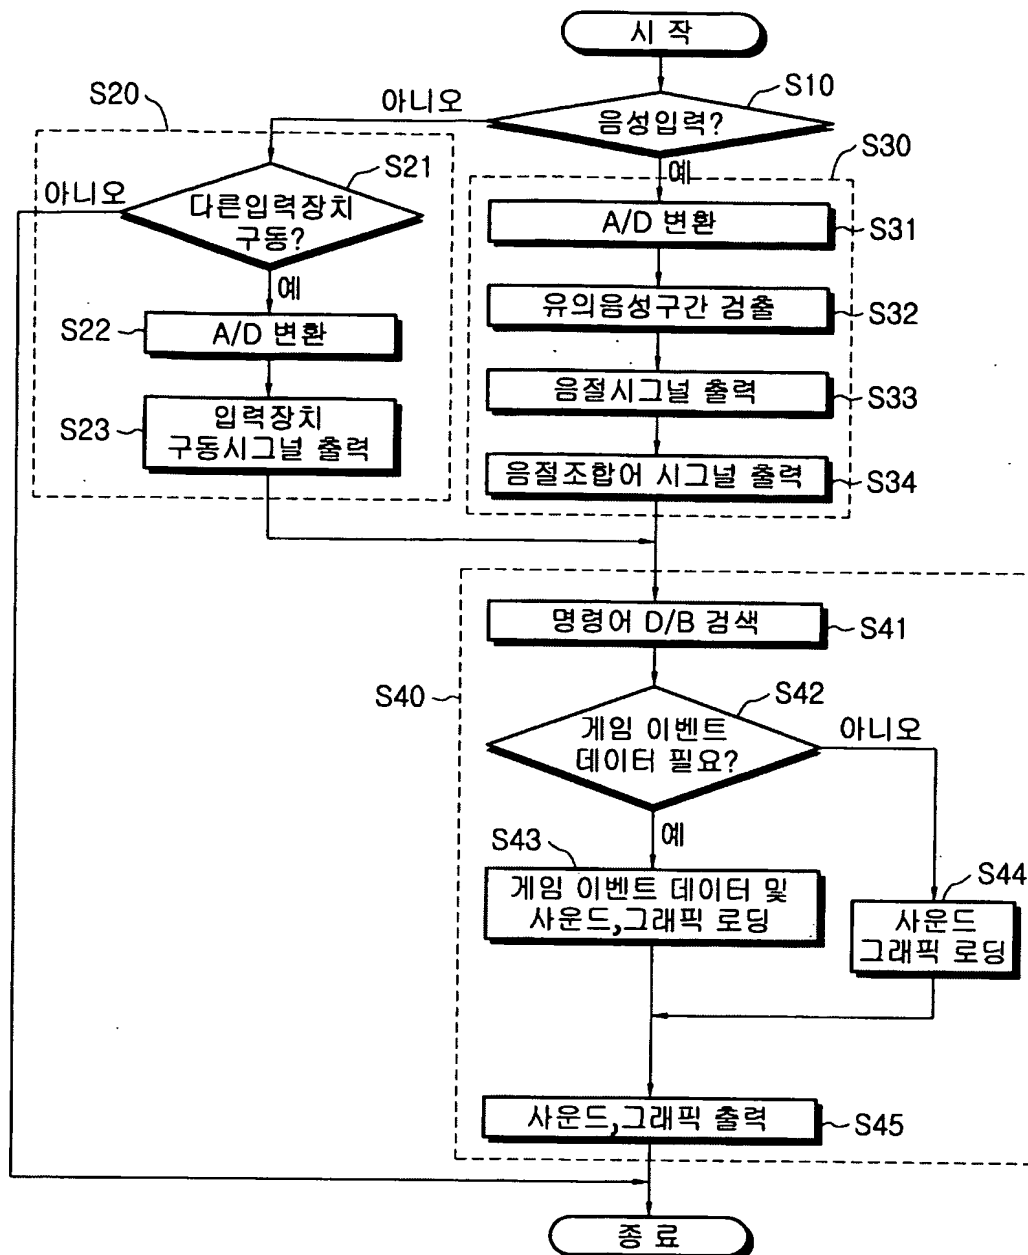 시 작
S10
음성입력?
아니오
예
S20
S21
다른입력장치
구동?
아니오
예
S22
A/D 변환
S23
입력장치
구동시그널 출력
S30
A/D 변환
S31
유의음성구간 검출
S32
음절시그널 출력
S33
음절조합어 시그널 출력
S34
S40
명령어 D/B 검색
S41
S42
게임 이벤트
데이터 필요?
아니오
예
S43
게임 이벤트 데이터 및
사운드,그래픽 로딩
S44
사운드
그래픽 로딩
사운드,그래픽 출력
S45
종 료